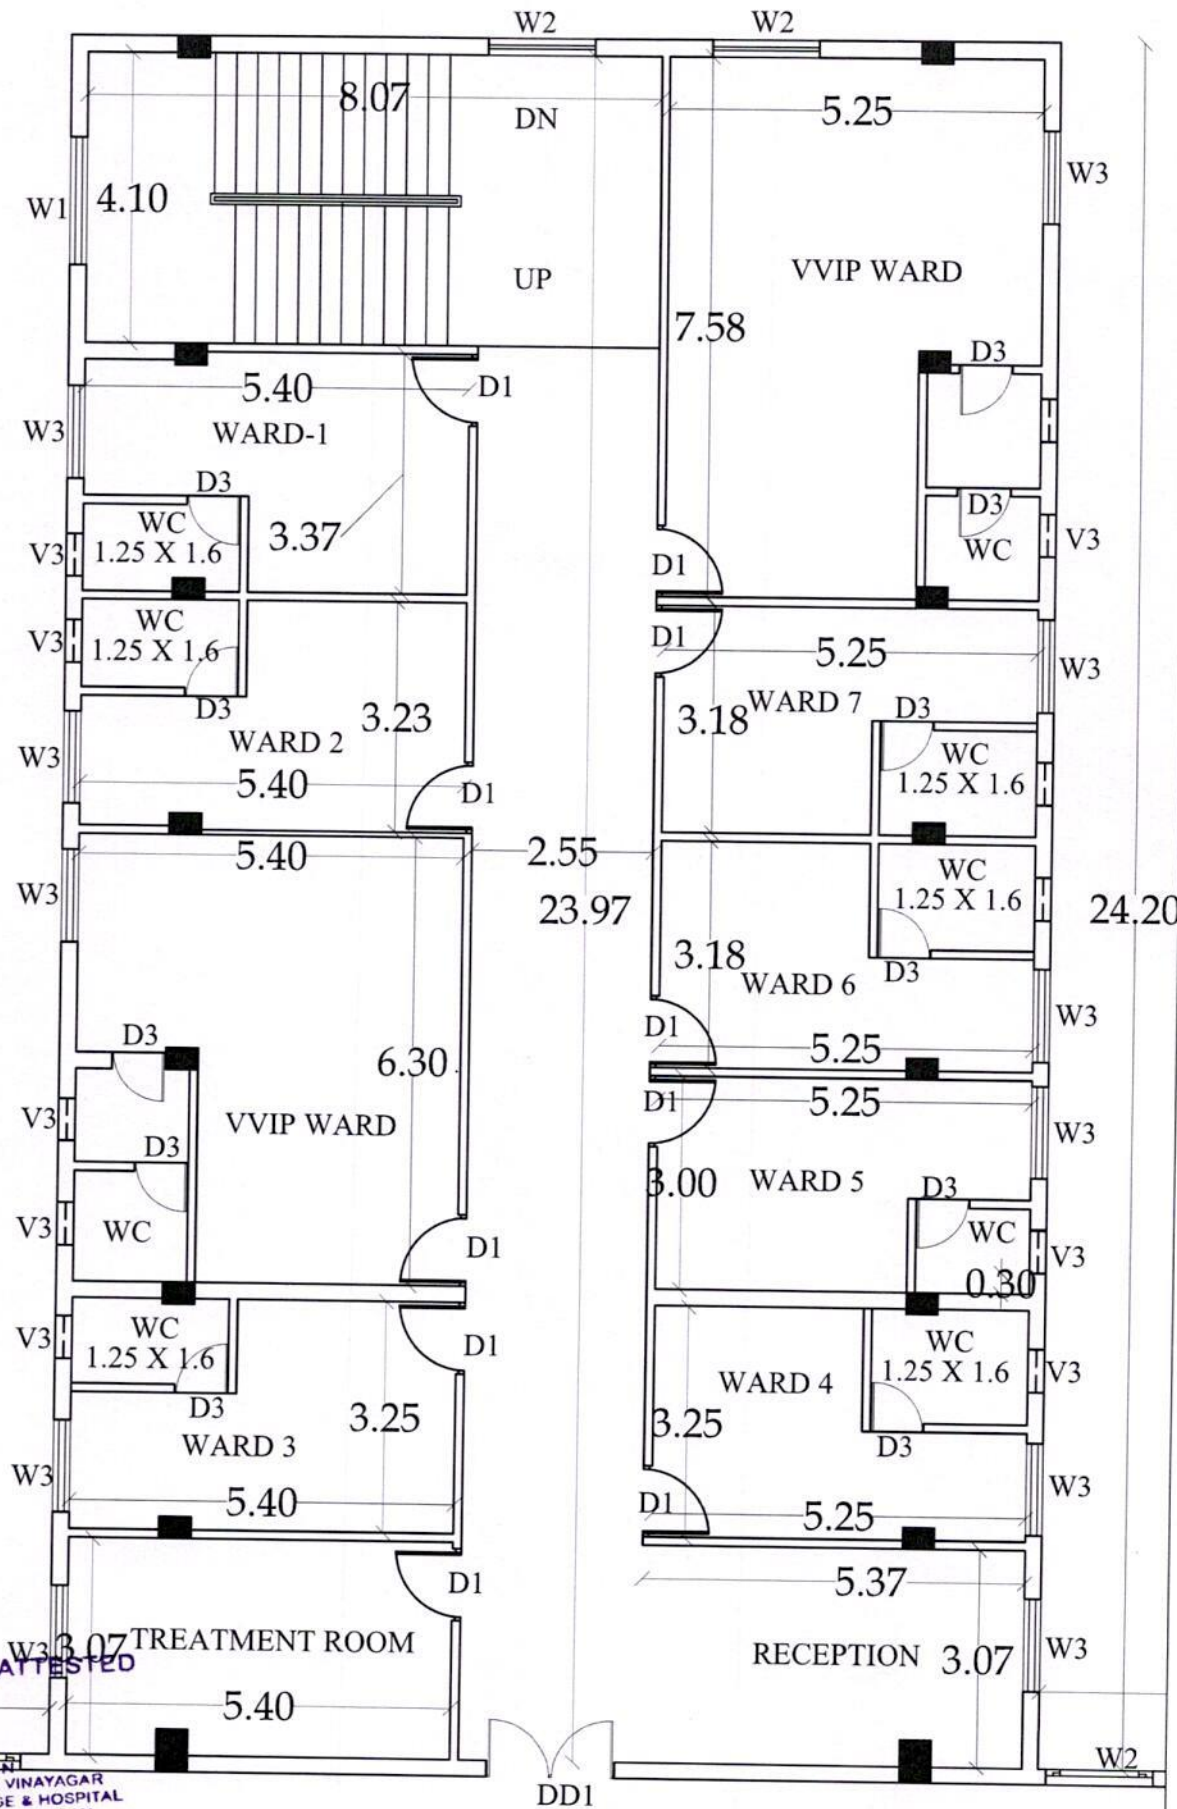 W2
W2
8.07
DN
5.25
W3
W1
4.10
VVIP WARD
UP
7.58
D3
5.40
D1
W3
WARD-1
D3
D3
WC
1.25 X 1.6
3.37
V3
WC
V3
D1
WC
1.25 X 1.6
V3
D1
5.25
W3
D3
WARD 7
D3
3.23
3.18
WARD 2
WC
1.25 X 1.6
W3
5.40
D1
5.40
2.55
WC
1.25 X 1.6
W3
23.97
24.20
3.18
WARD 6
D3
D3
D1
W3
6.30
5.25
V3
VVIP WARD
D1
5.25
W3
D3
3.00
WARD 5
D3
V3
WC
D1
WC
V3
0.30
V3
WC
1.25 X 1.6
D1
WC
1.25 X 1.6
V3
WARD 4
D3
3.25
3.25
WARD 3
D3
W3
5.40
D1
5.25
W3
D1
5.37
W3
3.07
TREATMENT ROOM
RECEPTION
3.07
W3
ATTESTED
5.40
W2
N
VINAYAGAR
GE & HOSPITAL
DD1